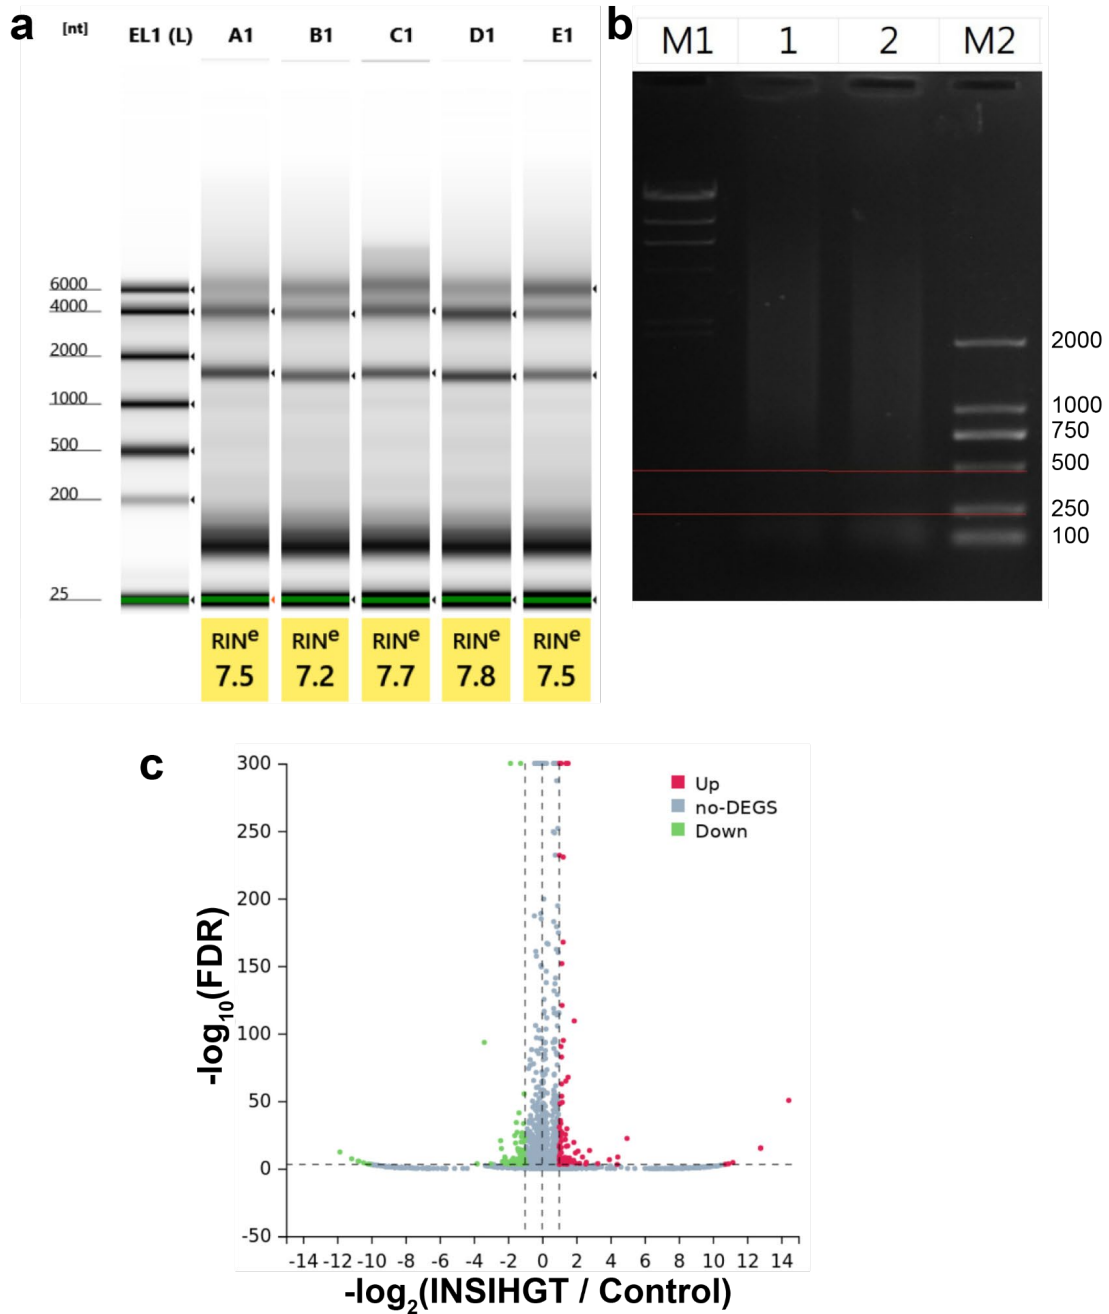 a
[nt] EL1 (L) A1 B1 C1 D1 E1
6000
4000
2000
1000
500
200
25
RINe RINe RINe RINe RINe
7.5 7.2 7.7 7.8 7.5
b
M1 1 2 M2
2000
1000
750
500
250
100
c
300
250
200
150
100
50
0
-50
-log10(FDR)
Up
no-DEGS
Down
-14 -12 -10 -8 -6 -4 -2 0 2 4 6 8 10 12 14
-log2(INSIHGT / Control)